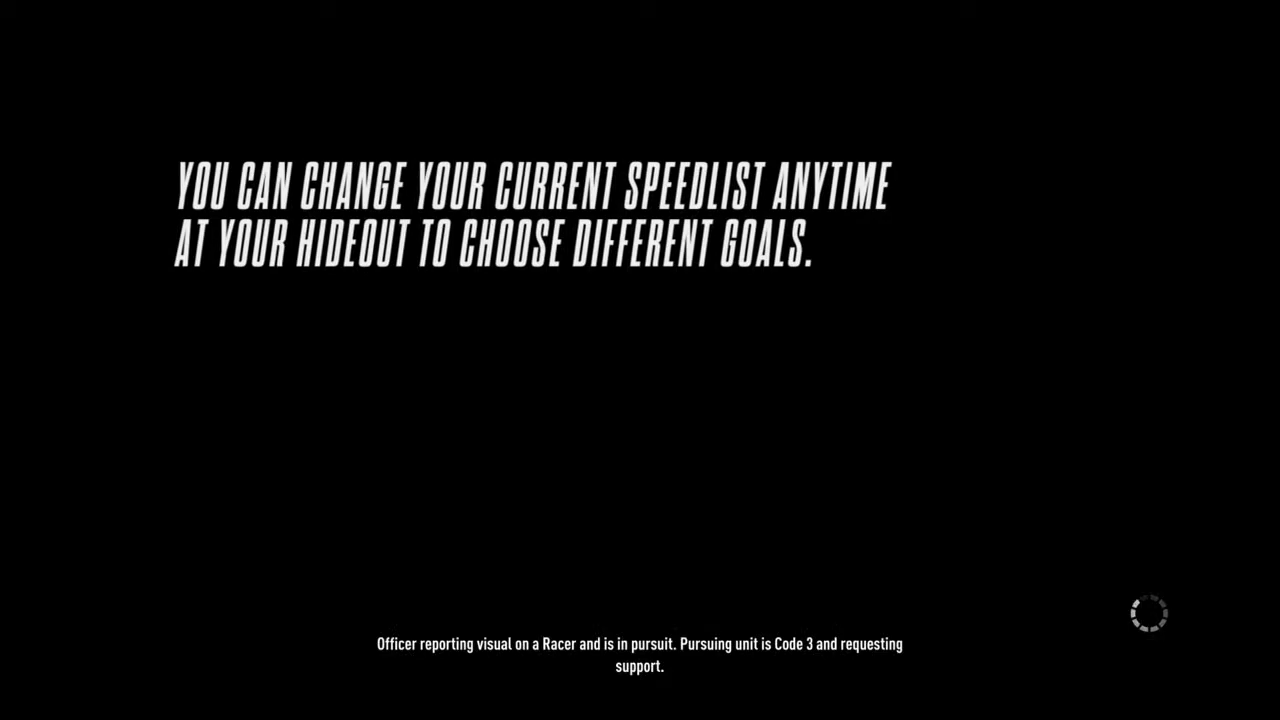 YOU CAN CHANGE YOUR CURRENT SPEEDLIST ANYTIME
AT YOUR HIDEOUT TO CHOOSE DIFFERENT GOALS.
Officer reporting visual on a Racer and is in pursuit. Pursuing unit is Code 3 and requesting
support.